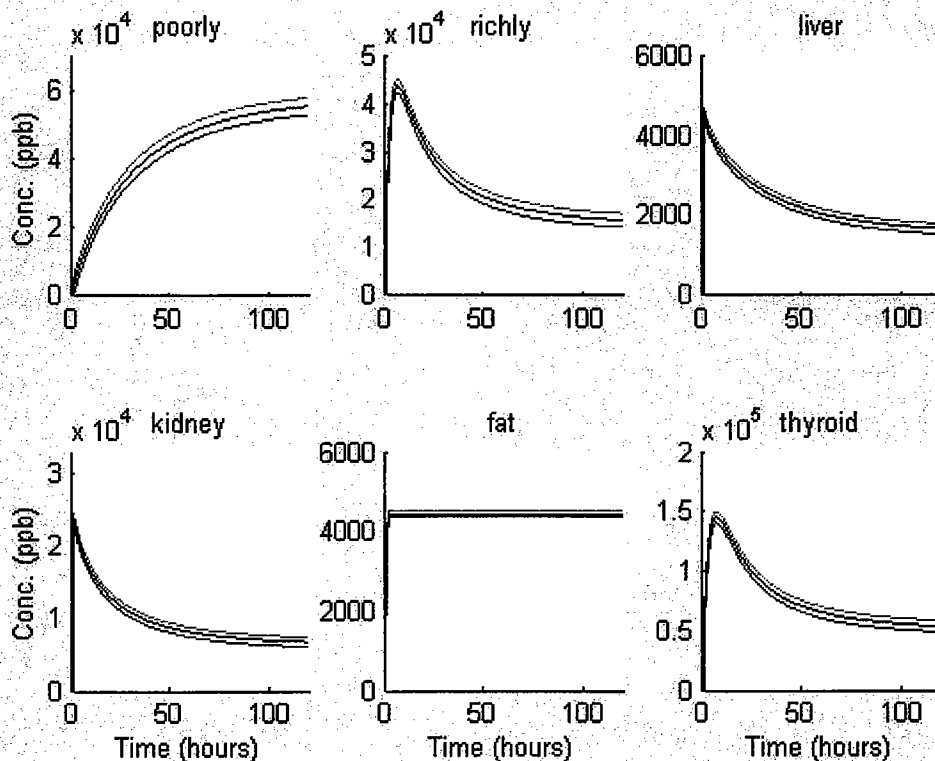 x 10^4 poorly
6
4
2
0
Conc. (ppb)
0 50 100
x 10^4 richly
5
4
3
2
1
0
0 50 100
liver
6000
4000
2000
0
0 50 100
x 10^4 kidney
3
2
1
0
Conc. (ppb)
0 50 100
Time (hours)
fat
6000
4000
2000
0
0 50 100
Time (hours)
x 10^5 thyroid
2
1.5
1
0.5
0
0 50 100
Time (hours)